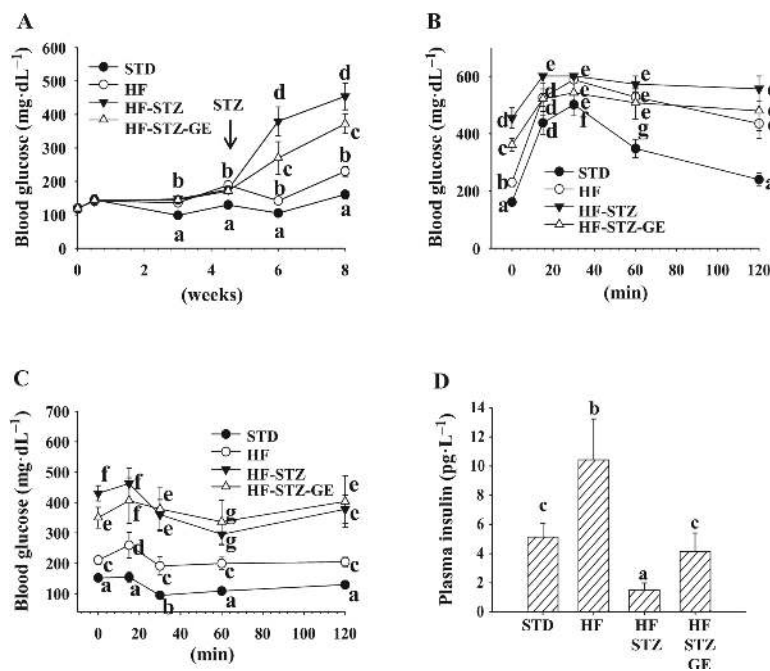 A
Blood glucose (mg·dL−1)
600
500
400
300
200
100
0
STD
HF
HF-STZ
HF-STZ-GE
STZ
b
a
b
a
d
c
b
a
d
c
b
a
0 2 4 6 8
(weeks)
B
Blood glucose (mg·dL−1)
600
400
200
0
d
c
b
a
e
d
d
d
e
e
e
f
e
e
e
g
a
STD
HF
HF-STZ
HF-STZ-GE
0 20 40 60 80 100 120
(min)
C
Blood glucose (mg·dL−1)
700
600
500
400
300
200
100
STD
HF
HF-STZ
HF-STZ-GE
f
e
c
a
f
f
d
a
e
e
c
b
g
g
c
a
e
e
c
a
0 20 40 60 80 100 120
(min)
D
Plasma insulin (pg·L−1)
14
12
10
8
6
4
2
0
c
b
a
c
STD HF HF HF
STZ STZ
GE